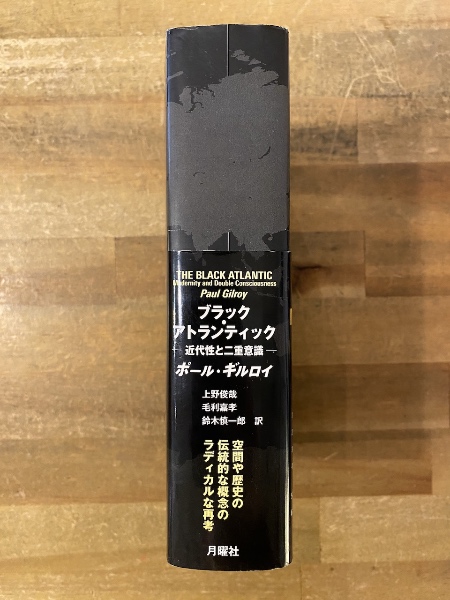 THE BLACK ATLANTIC
Modernity and Double Consciousness
Paul Gilroy
ブラック・
アトランティック
近代性と二重意識
ポール・ギルロイ
上野俊哉
毛利嘉孝
鈴木慎一郎 訳
空間や歴史の
伝統的な概念の
ラディカルな再考
月曜社